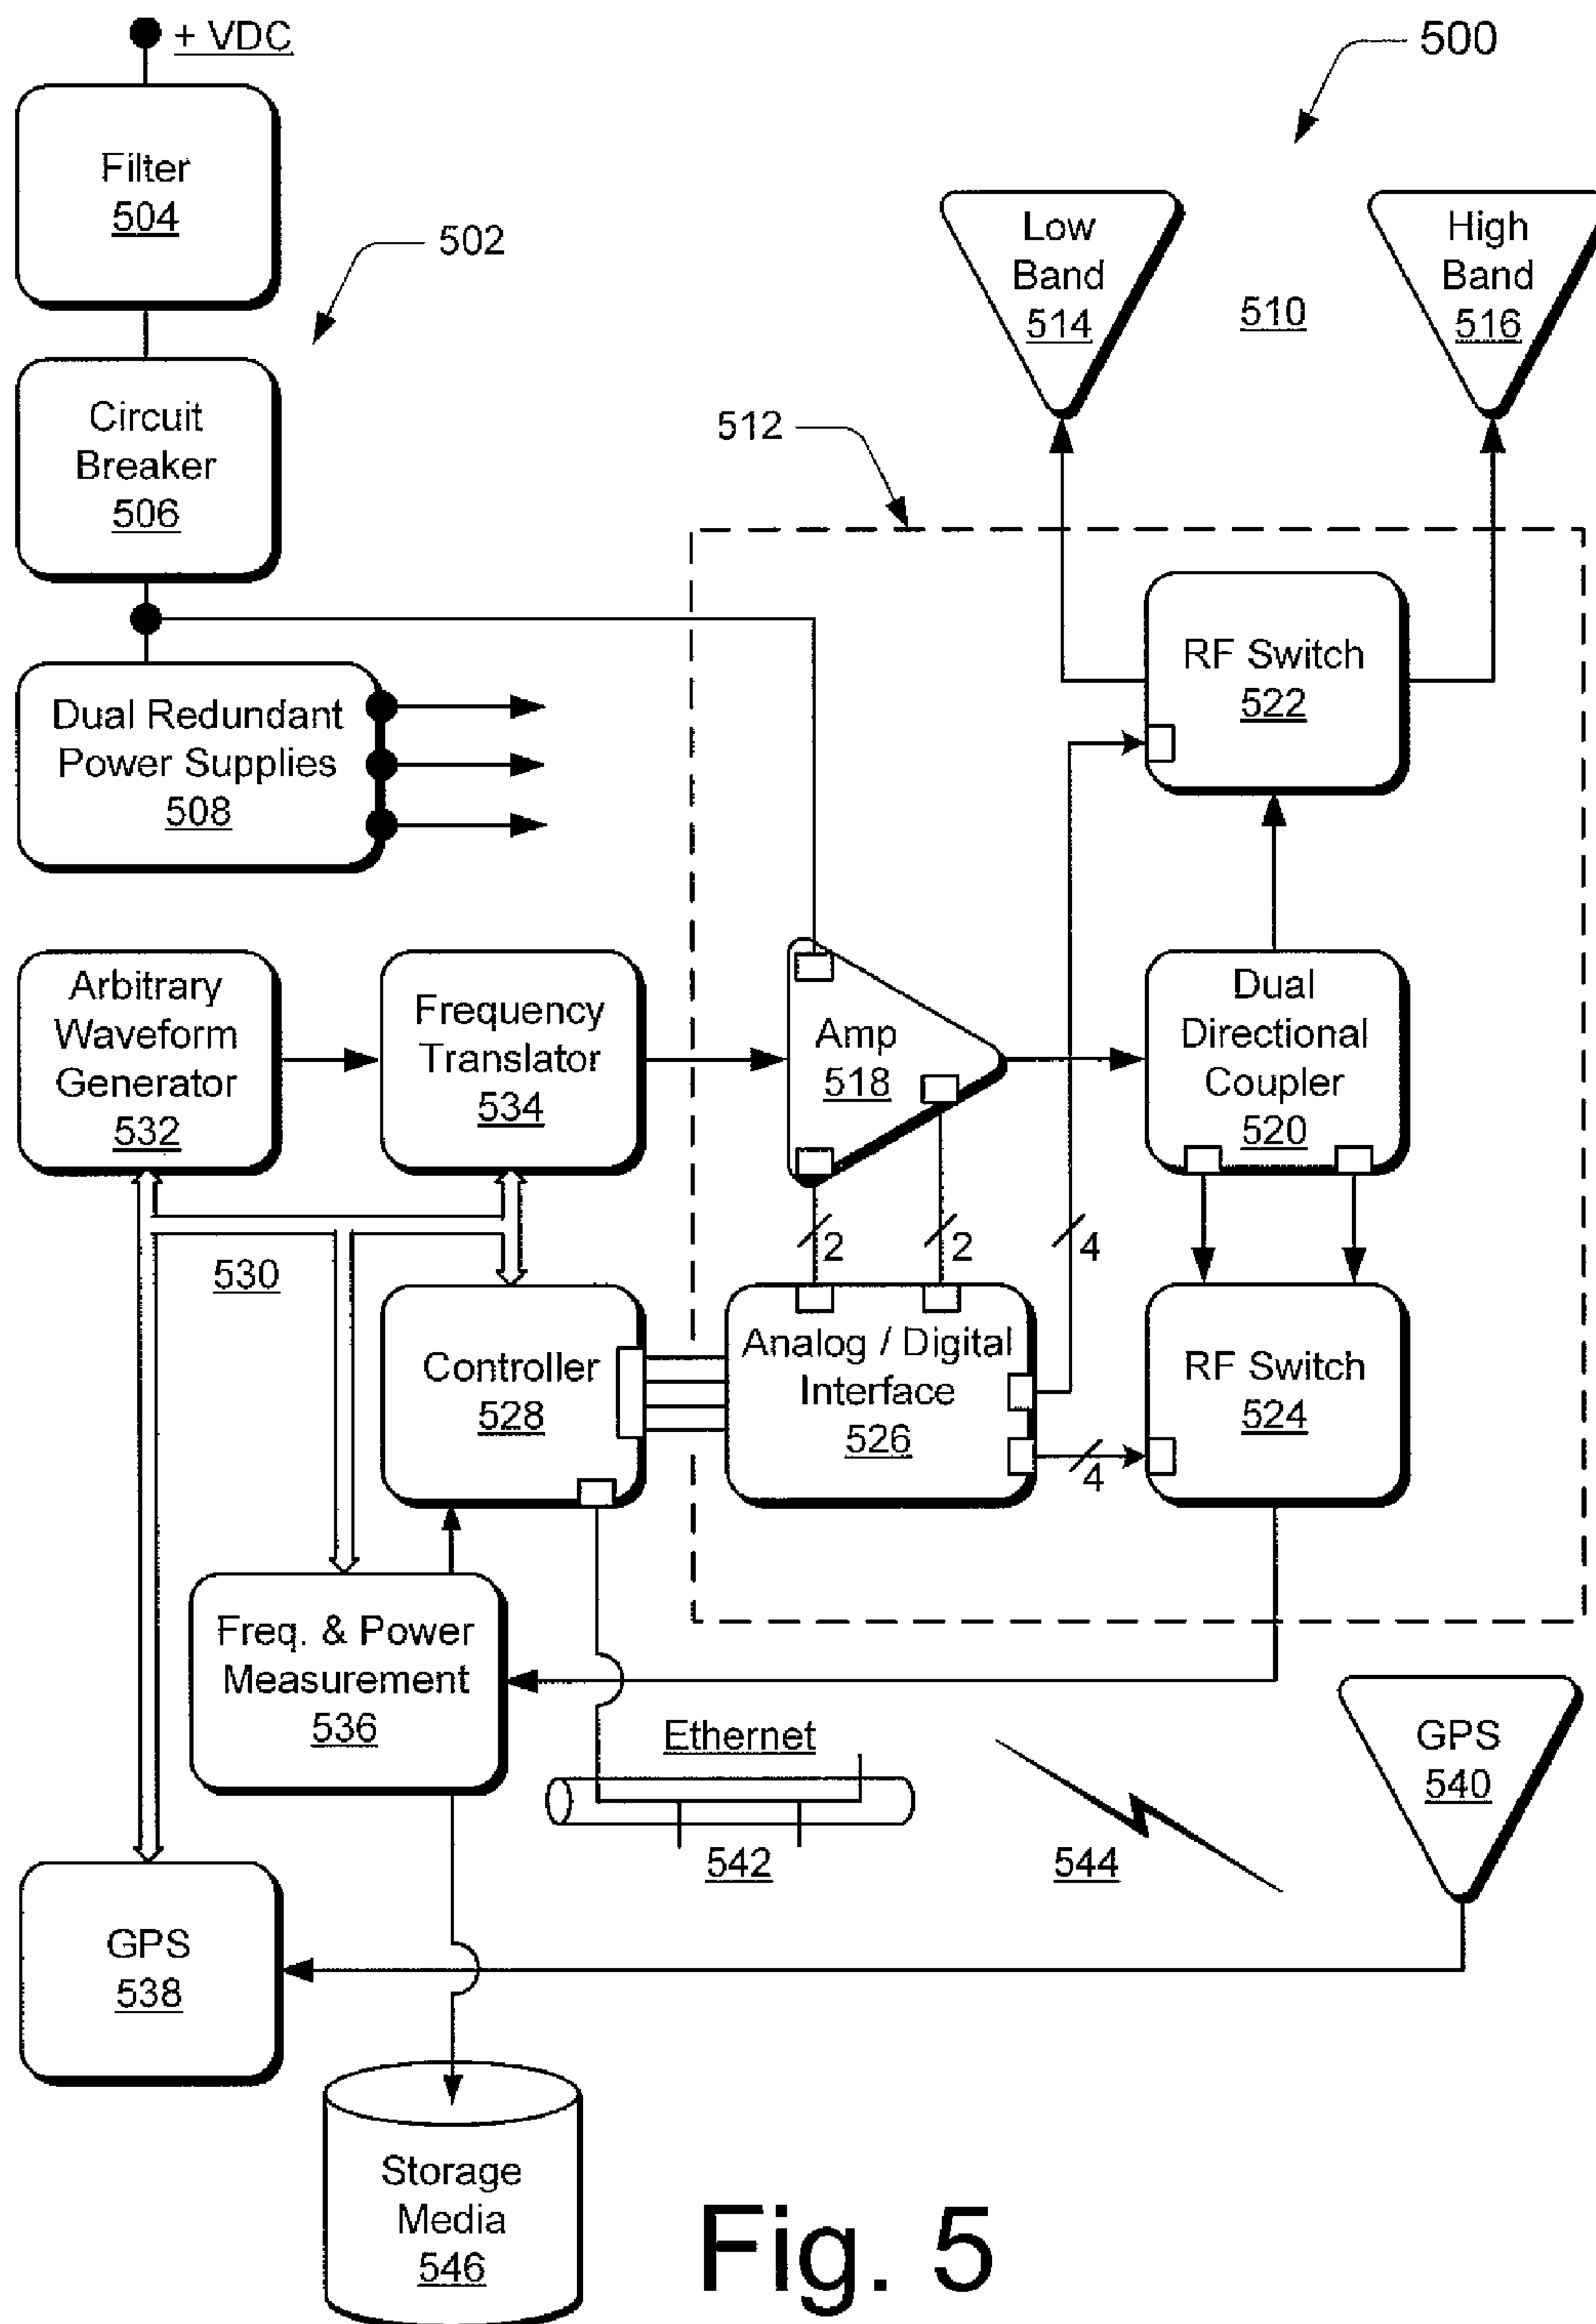 + VDC
500
Filter
504
502
Low
Band
514
510
High
Band
516
Circuit
Breaker
506
512
RF Switch
522
Dual Redundant
Power Supplies
508
Arbitrary
Waveform
Generator
532
Frequency
Translator
534
Amp
518
Dual
Directional
Coupler
520
2
2
4
530
Controller
528
Analog / Digital
Interface
526
4
RF Switch
524
Freq. & Power
Measurement
536
Ethernet
542
544
GPS
540
GPS
538
Storage
Media
546
Fig. 5